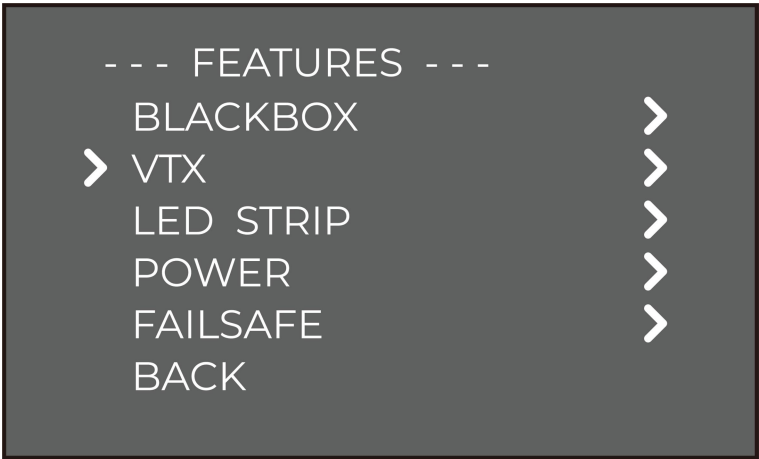 --- FEATURES ---
BLACKBOX >
> VTX >
LED STRIP >
POWER >
FAILSAFE >
BACK